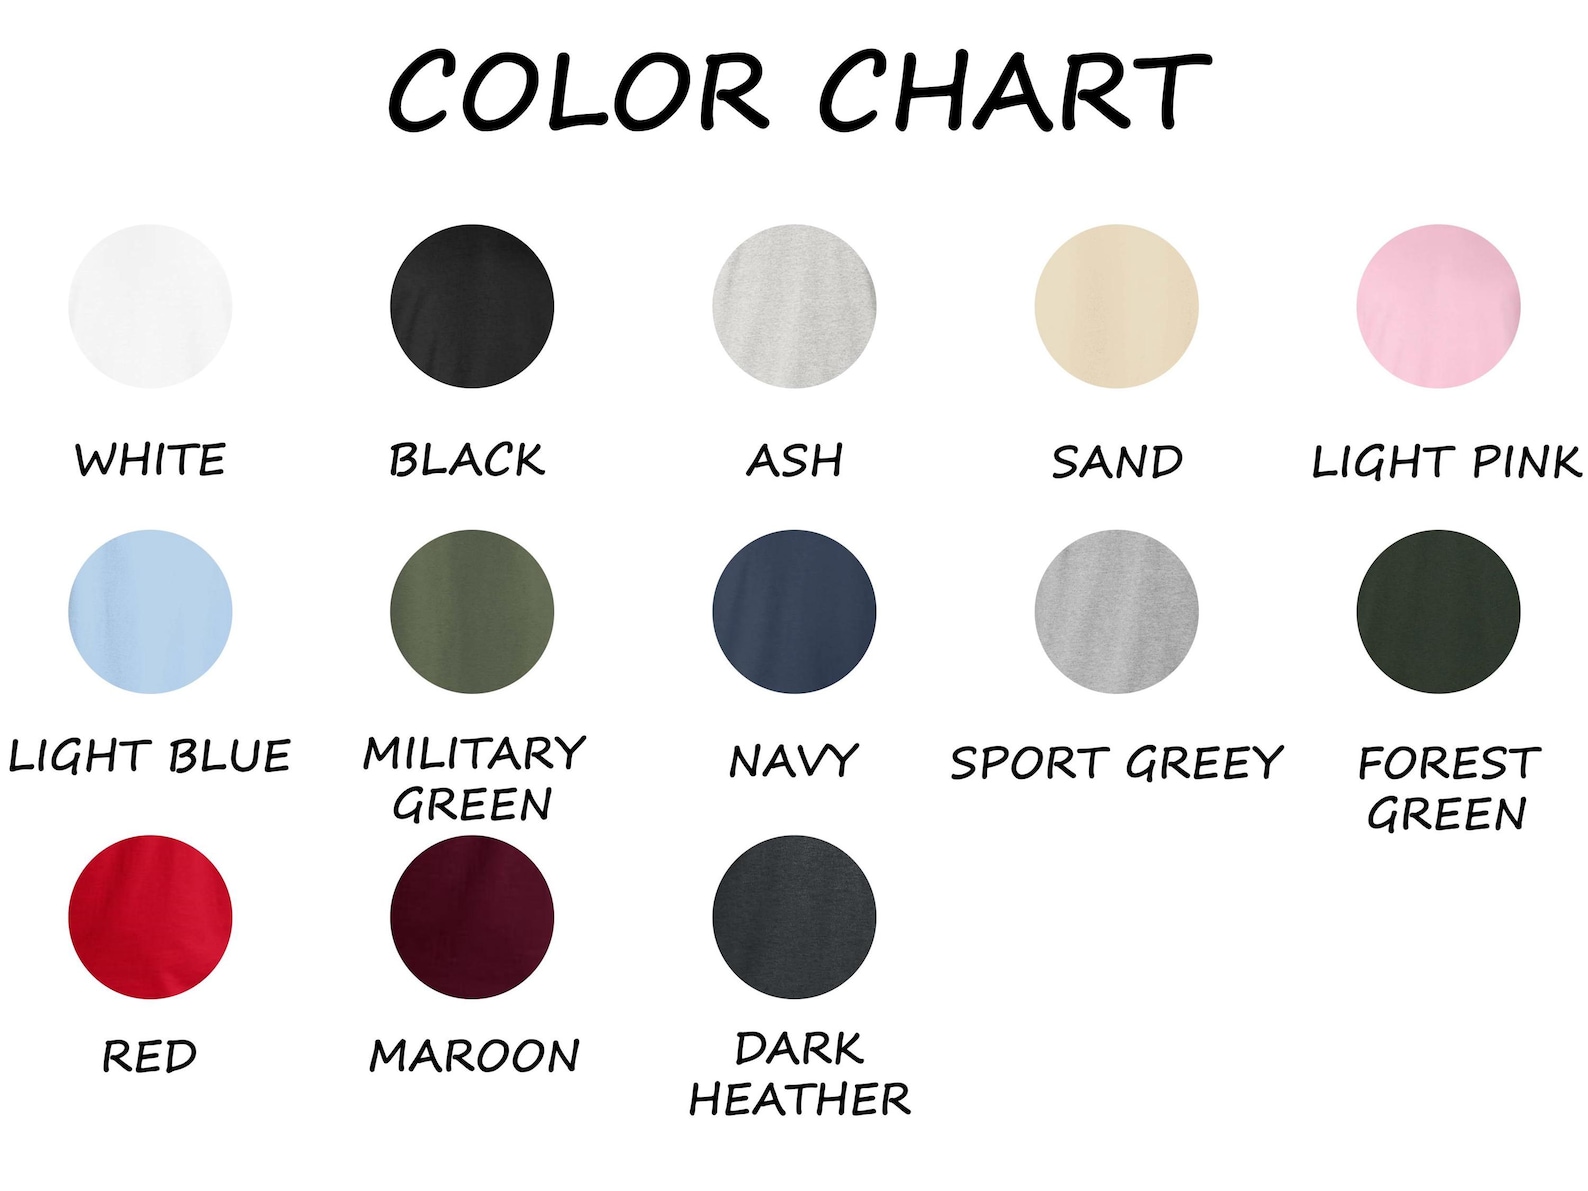 COLOR CHART
WHITE
BLACK
ASH
SAND
LIGHT PINK
LIGHT BLUE
MILITARY
GREEN
NAVY
SPORT GREEY
FOREST
GREEN
RED
MAROON
DARK
HEATHER